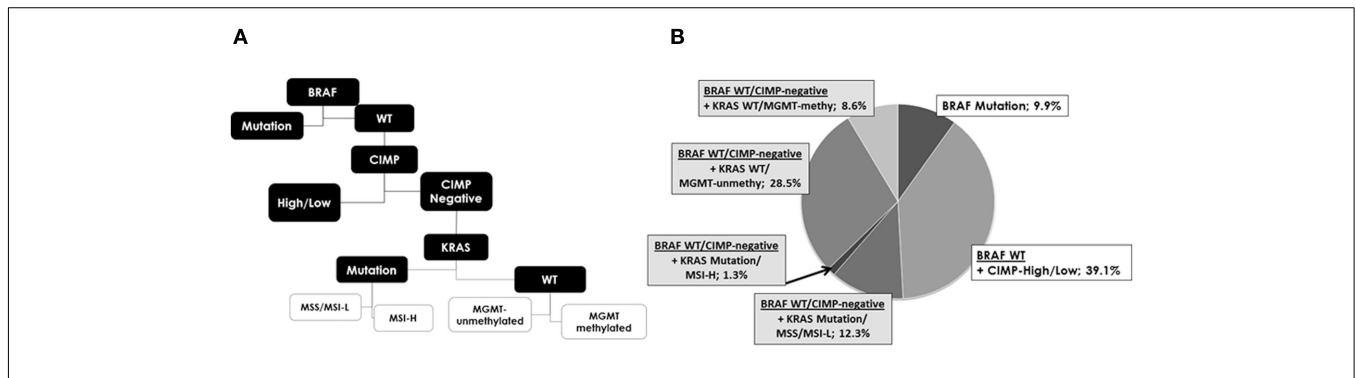 A
BRAF
Mutation
WT
CIMP
High/Low
CIMP
Negative
KRAS
Mutation
WT
MSS/MSI-L
MSI-H
MGMT-
unmethylated
MGMT
methylated
B
BRAF WT/CIMP-negative
+ KRAS WT/MGMT-methy; 8.6%
BRAF Mutation; 9.9%
BRAF WT/CIMP-negative
+ KRAS WT/
MGMT-unmethy; 28.5%
BRAF WT/CIMP-negative
+ KRAS Mutation/
MSI-H; 1.3%
BRAF WT
+ CIMP-High/Low; 39.1%
BRAF WT/CIMP-negative
+ KRAS Mutation/
MSS/MSI-L; 12.3%